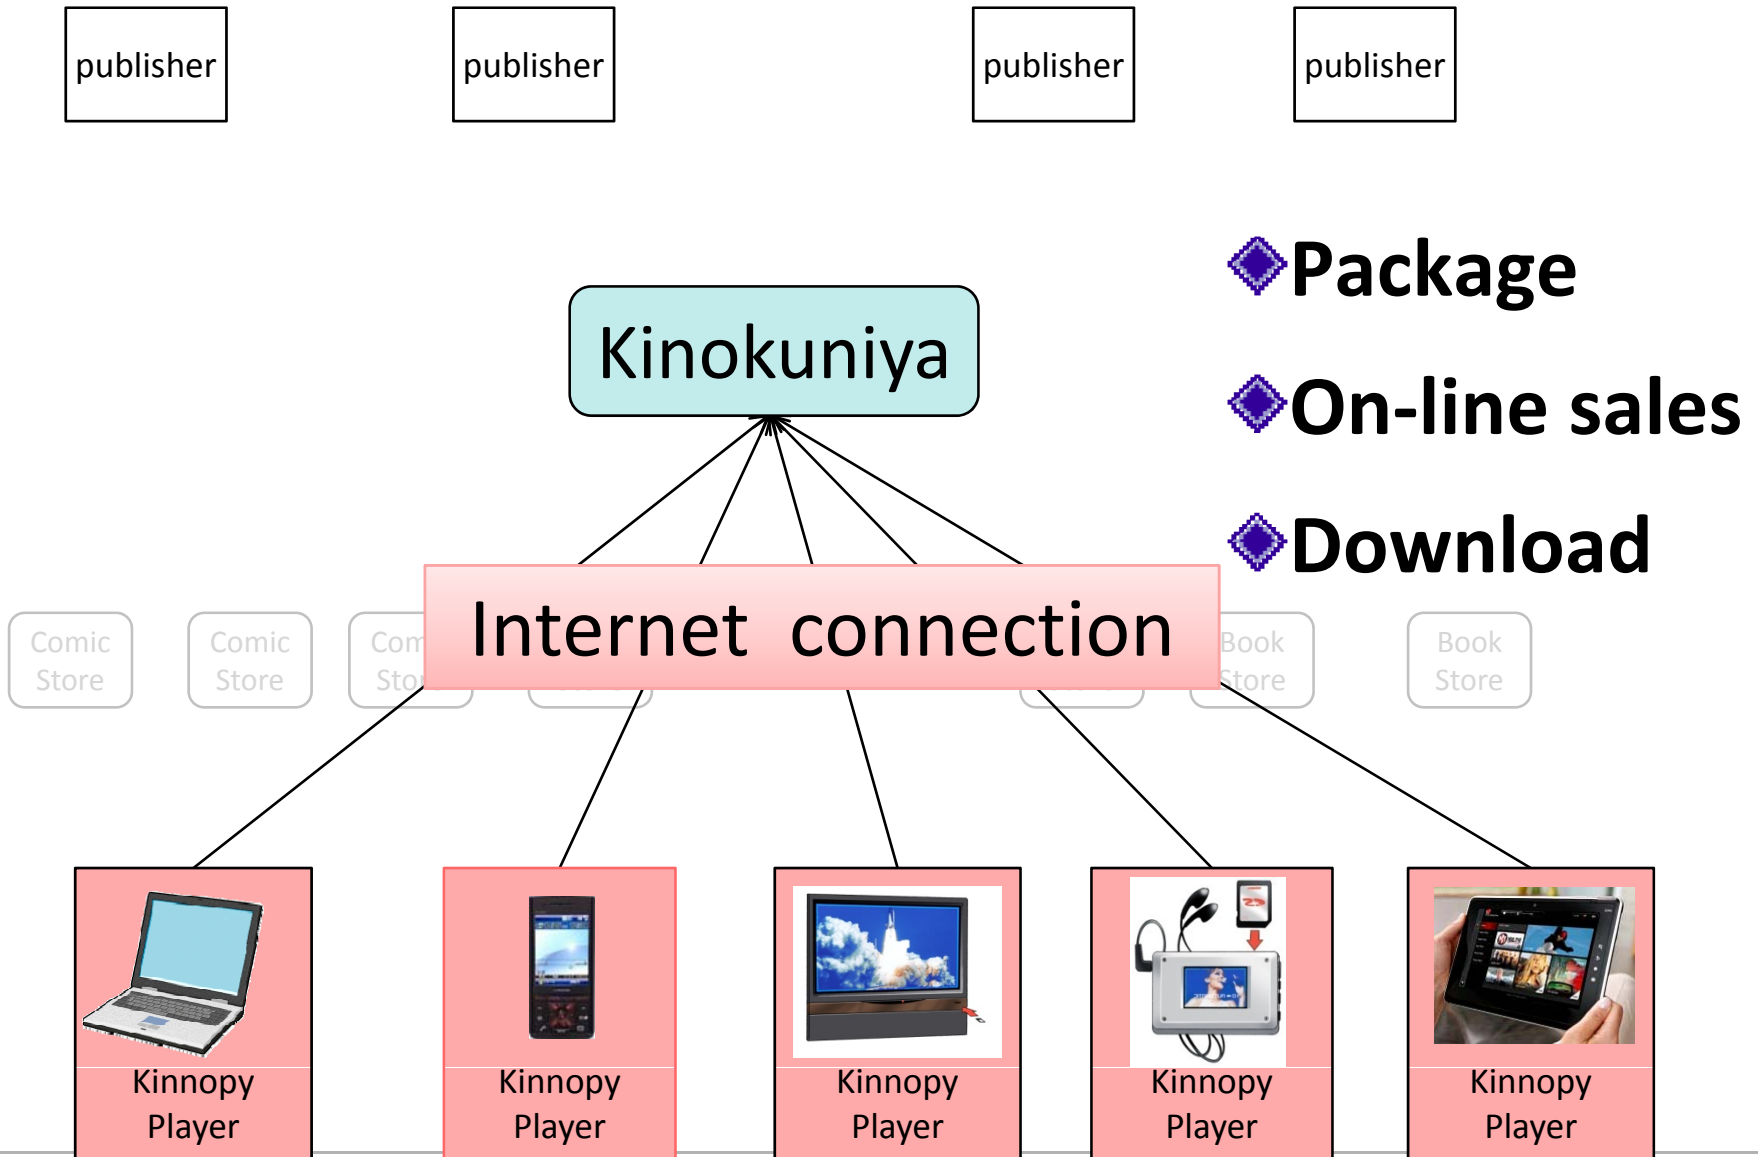 publisher
publisher
publisher
publisher
Package
Kinokuniya
On-line sales
Download
Internet connection
Comic
Store
Comic
Store
Book
Store
Book
Store
Kinnopy
Player
Kinnopy
Player
Kinnopy
Player
Kinnopy
Player
Kinnopy
Player